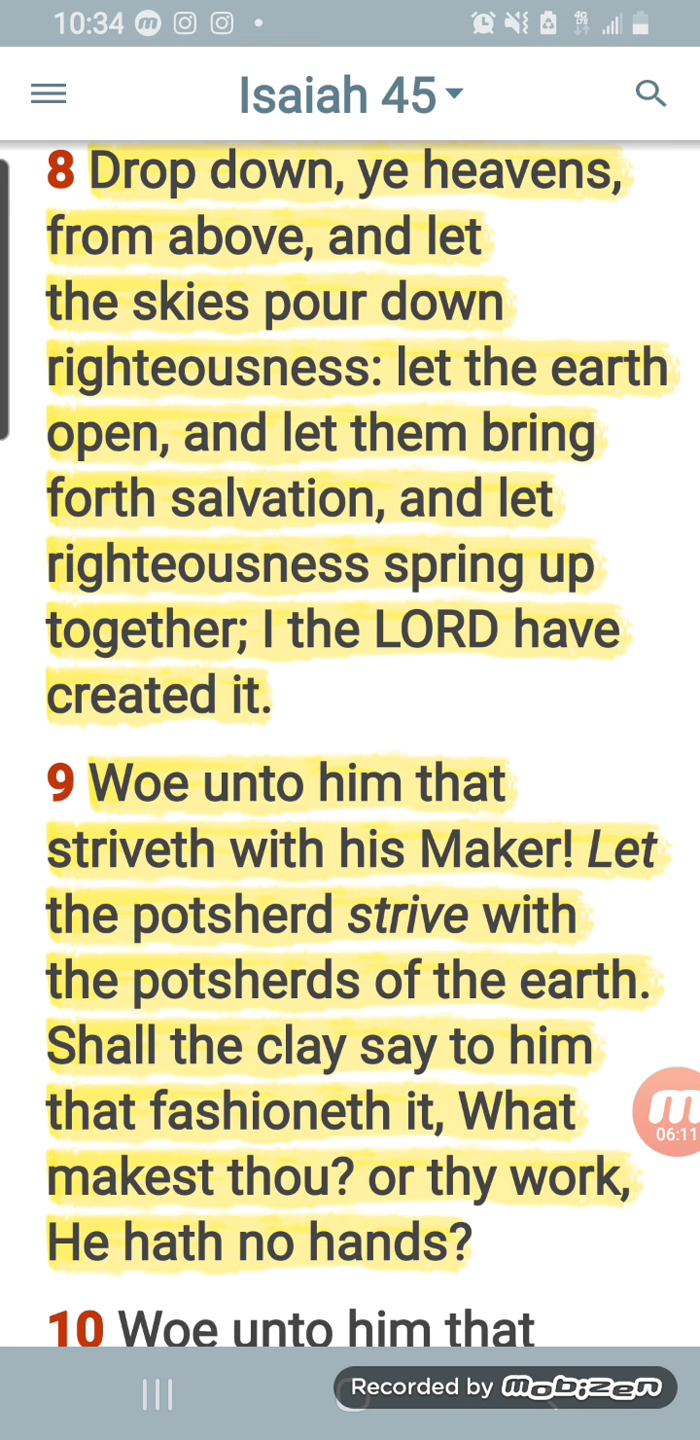 10:34
Isaiah 45
8 Drop down, ye heavens,
from above, and let
the skies pour down
righteousness: let the earth
open, and let them bring
forth salvation, and let
righteousness spring up
together; I the LORD have
created it.
9 Woe unto him that
striveth with his Maker! Let
the potsherd strive with
the potsherds of the earth.
Shall the clay say to him
that fashioneth it, What
makest thou? or thy work,
He hath no hands?
m
06:11
10 Woe unto him that
Recorded by mobizen